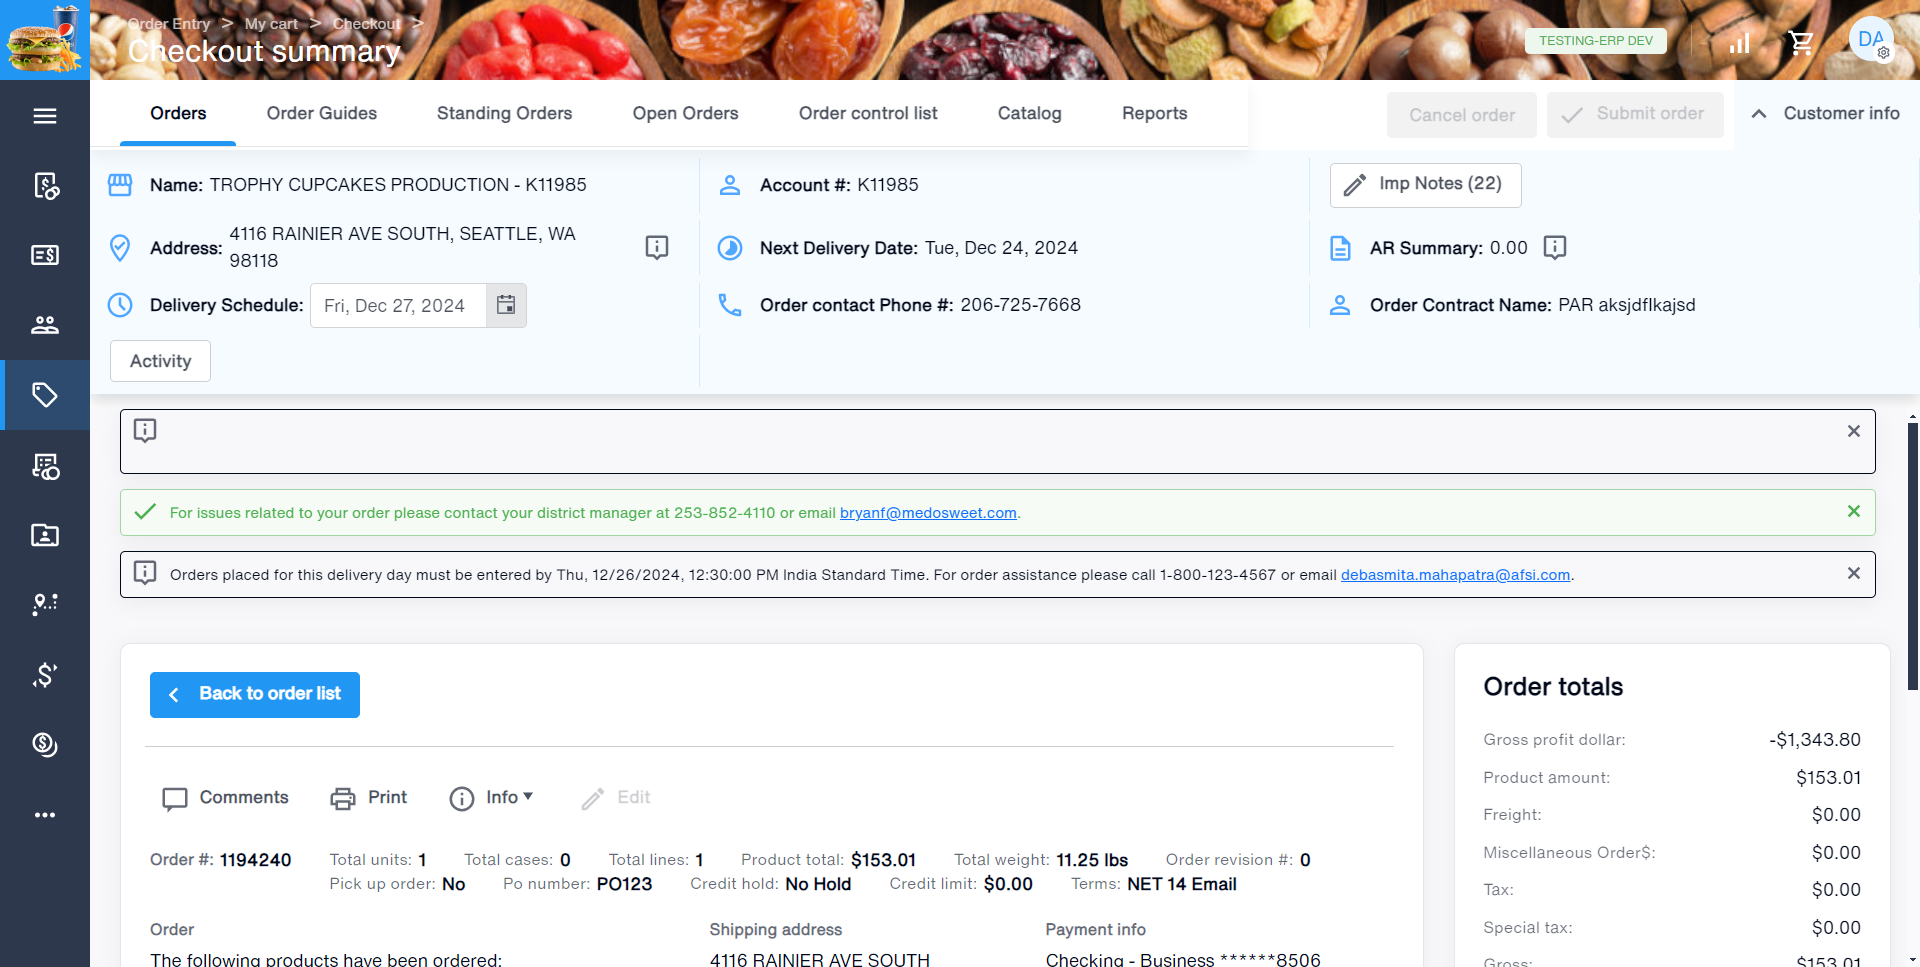 Order Entry > My cart > Checkout >
Checkout summary
TESTING-ERP DEV
DA
Orders
Order Guides
Standing Orders
Open Orders
Order control list
Catalog
Reports
Cancel order
Submit order
Customer info
Name: TROPHY CUPCAKES PRODUCTION - K11985
Account #: K11985
Imp Notes (22)
Address: 4116 RAINIER AVE SOUTH, SEATTLE, WA
98118
Next Delivery Date: Tue, Dec 24, 2024
AR Summary: 0.00
Delivery Schedule: Fri, Dec 27, 2024
Order contact Phone #: 206-725-7668
Order Contract Name: PAR aksjdflkajsd
Activity
For issues related to your order please contact your district manager at 253-852-4110 or email bryanf@medosweet.com.
Orders placed for this delivery day must be entered by Thu, 12/26/2024, 12:30:00 PM India Standard Time. For order assistance please call 1-800-123-4567 or email debasmita.mahapatra@afsi.com.
Back to order list
Comments
Print
Info
Edit
Order #: 1194240 Total units: 1 Total cases: 0 Total lines: 1 Product total: $153.01 Total weight: 11.25 lbs Order revision #: 0
Pick up order: No Po number: PO123 Credit hold: No Hold Credit limit: $0.00 Terms: NET 14 Email
Order
The following products have been ordered:
Shipping address
4116 RAINIER AVE SOUTH
Payment info
Checking - Business ******8506
Order totals
Gross profit dollar: -$1,343.80
Product amount: $153.01
Freight: $0.00
Miscellaneous Order$: $0.00
Tax: $0.00
Special tax: $0.00
Gross: $153.01